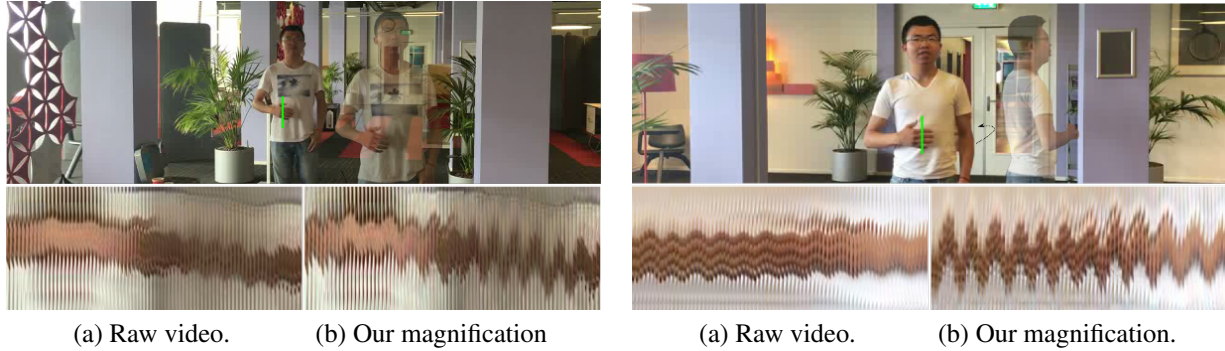 (a) Raw video.
(b) Our magnification
(a) Raw video.
(b) Our magnification.